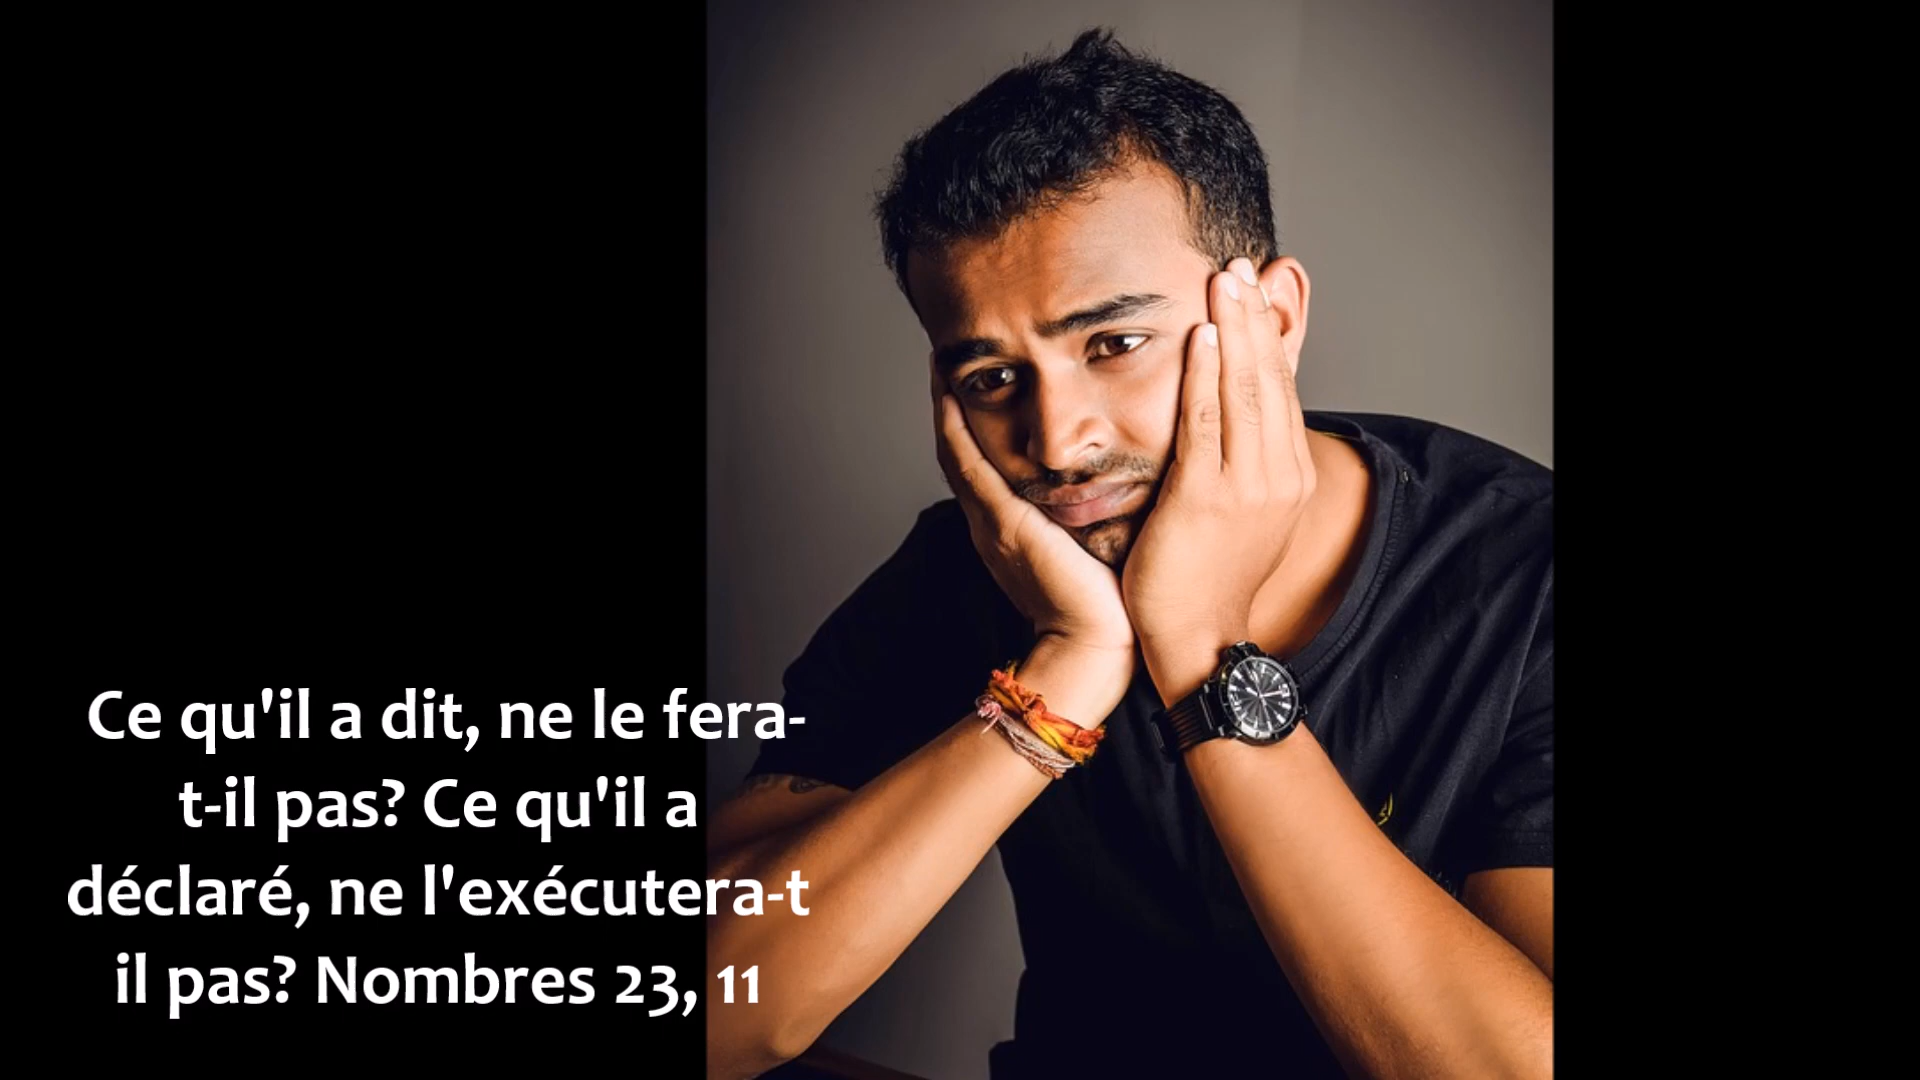 Ce qu'il a dit, ne le fera-
t-il pas? Ce qu'il a
déclaré, ne l'exécutera-t
il pas? Nombres 23, 11